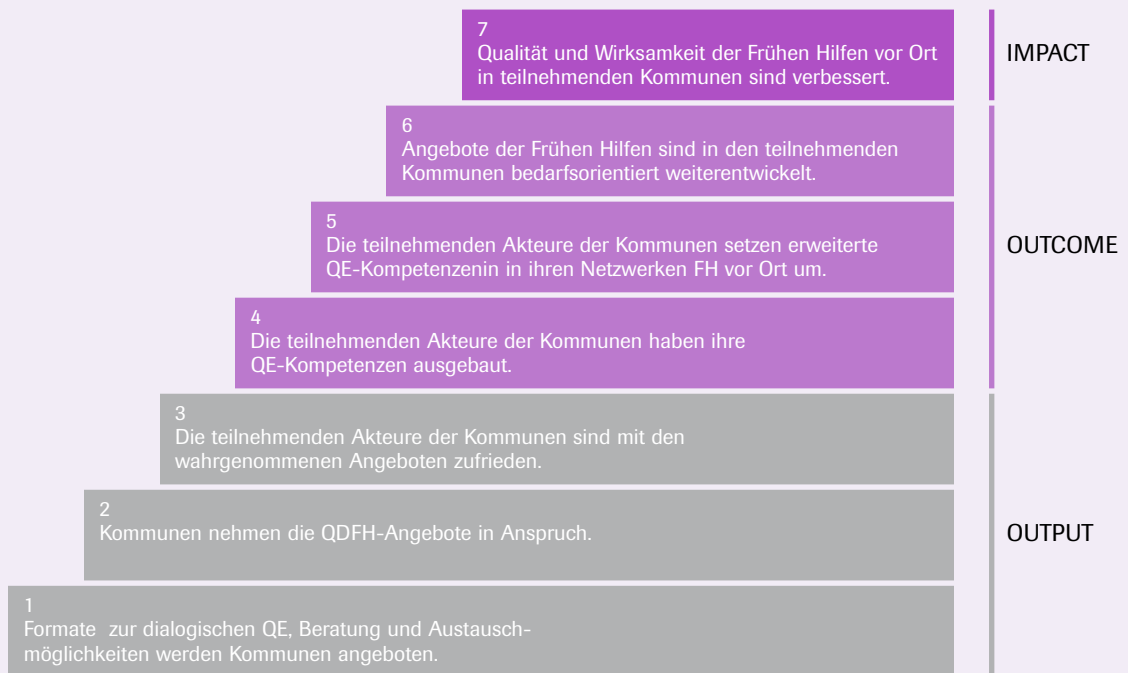 7
Qualität und Wirksamkeit der Frühen Hilfen vor Ort
in teilnehmenden Kommunen sind verbessert.
IMPACT
6
Angebote der Frühen Hilfen sind in den teilnehmenden
Kommunen bedarfsorientiert weiterentwickelt.
5
Die teilnehmenden Akteure der Kommunen setzen erweiterte
QE-Kompetenzenin in ihren Netzwerken FH vor Ort um.
OUTCOME
4
Die teilnehmenden Akteure der Kommunen haben ihre
QE-Kompetenzen ausgebaut.
3
Die teilnehmenden Akteure der Kommunen sind mit den
wahrgenommenen Angeboten zufrieden.
2
Kommunen nehmen die QDFH-Angebote in Anspruch.
OUTPUT
1
Formate zur dialogischen QE, Beratung und Austausch-
möglichkeiten werden Kommunen angeboten.